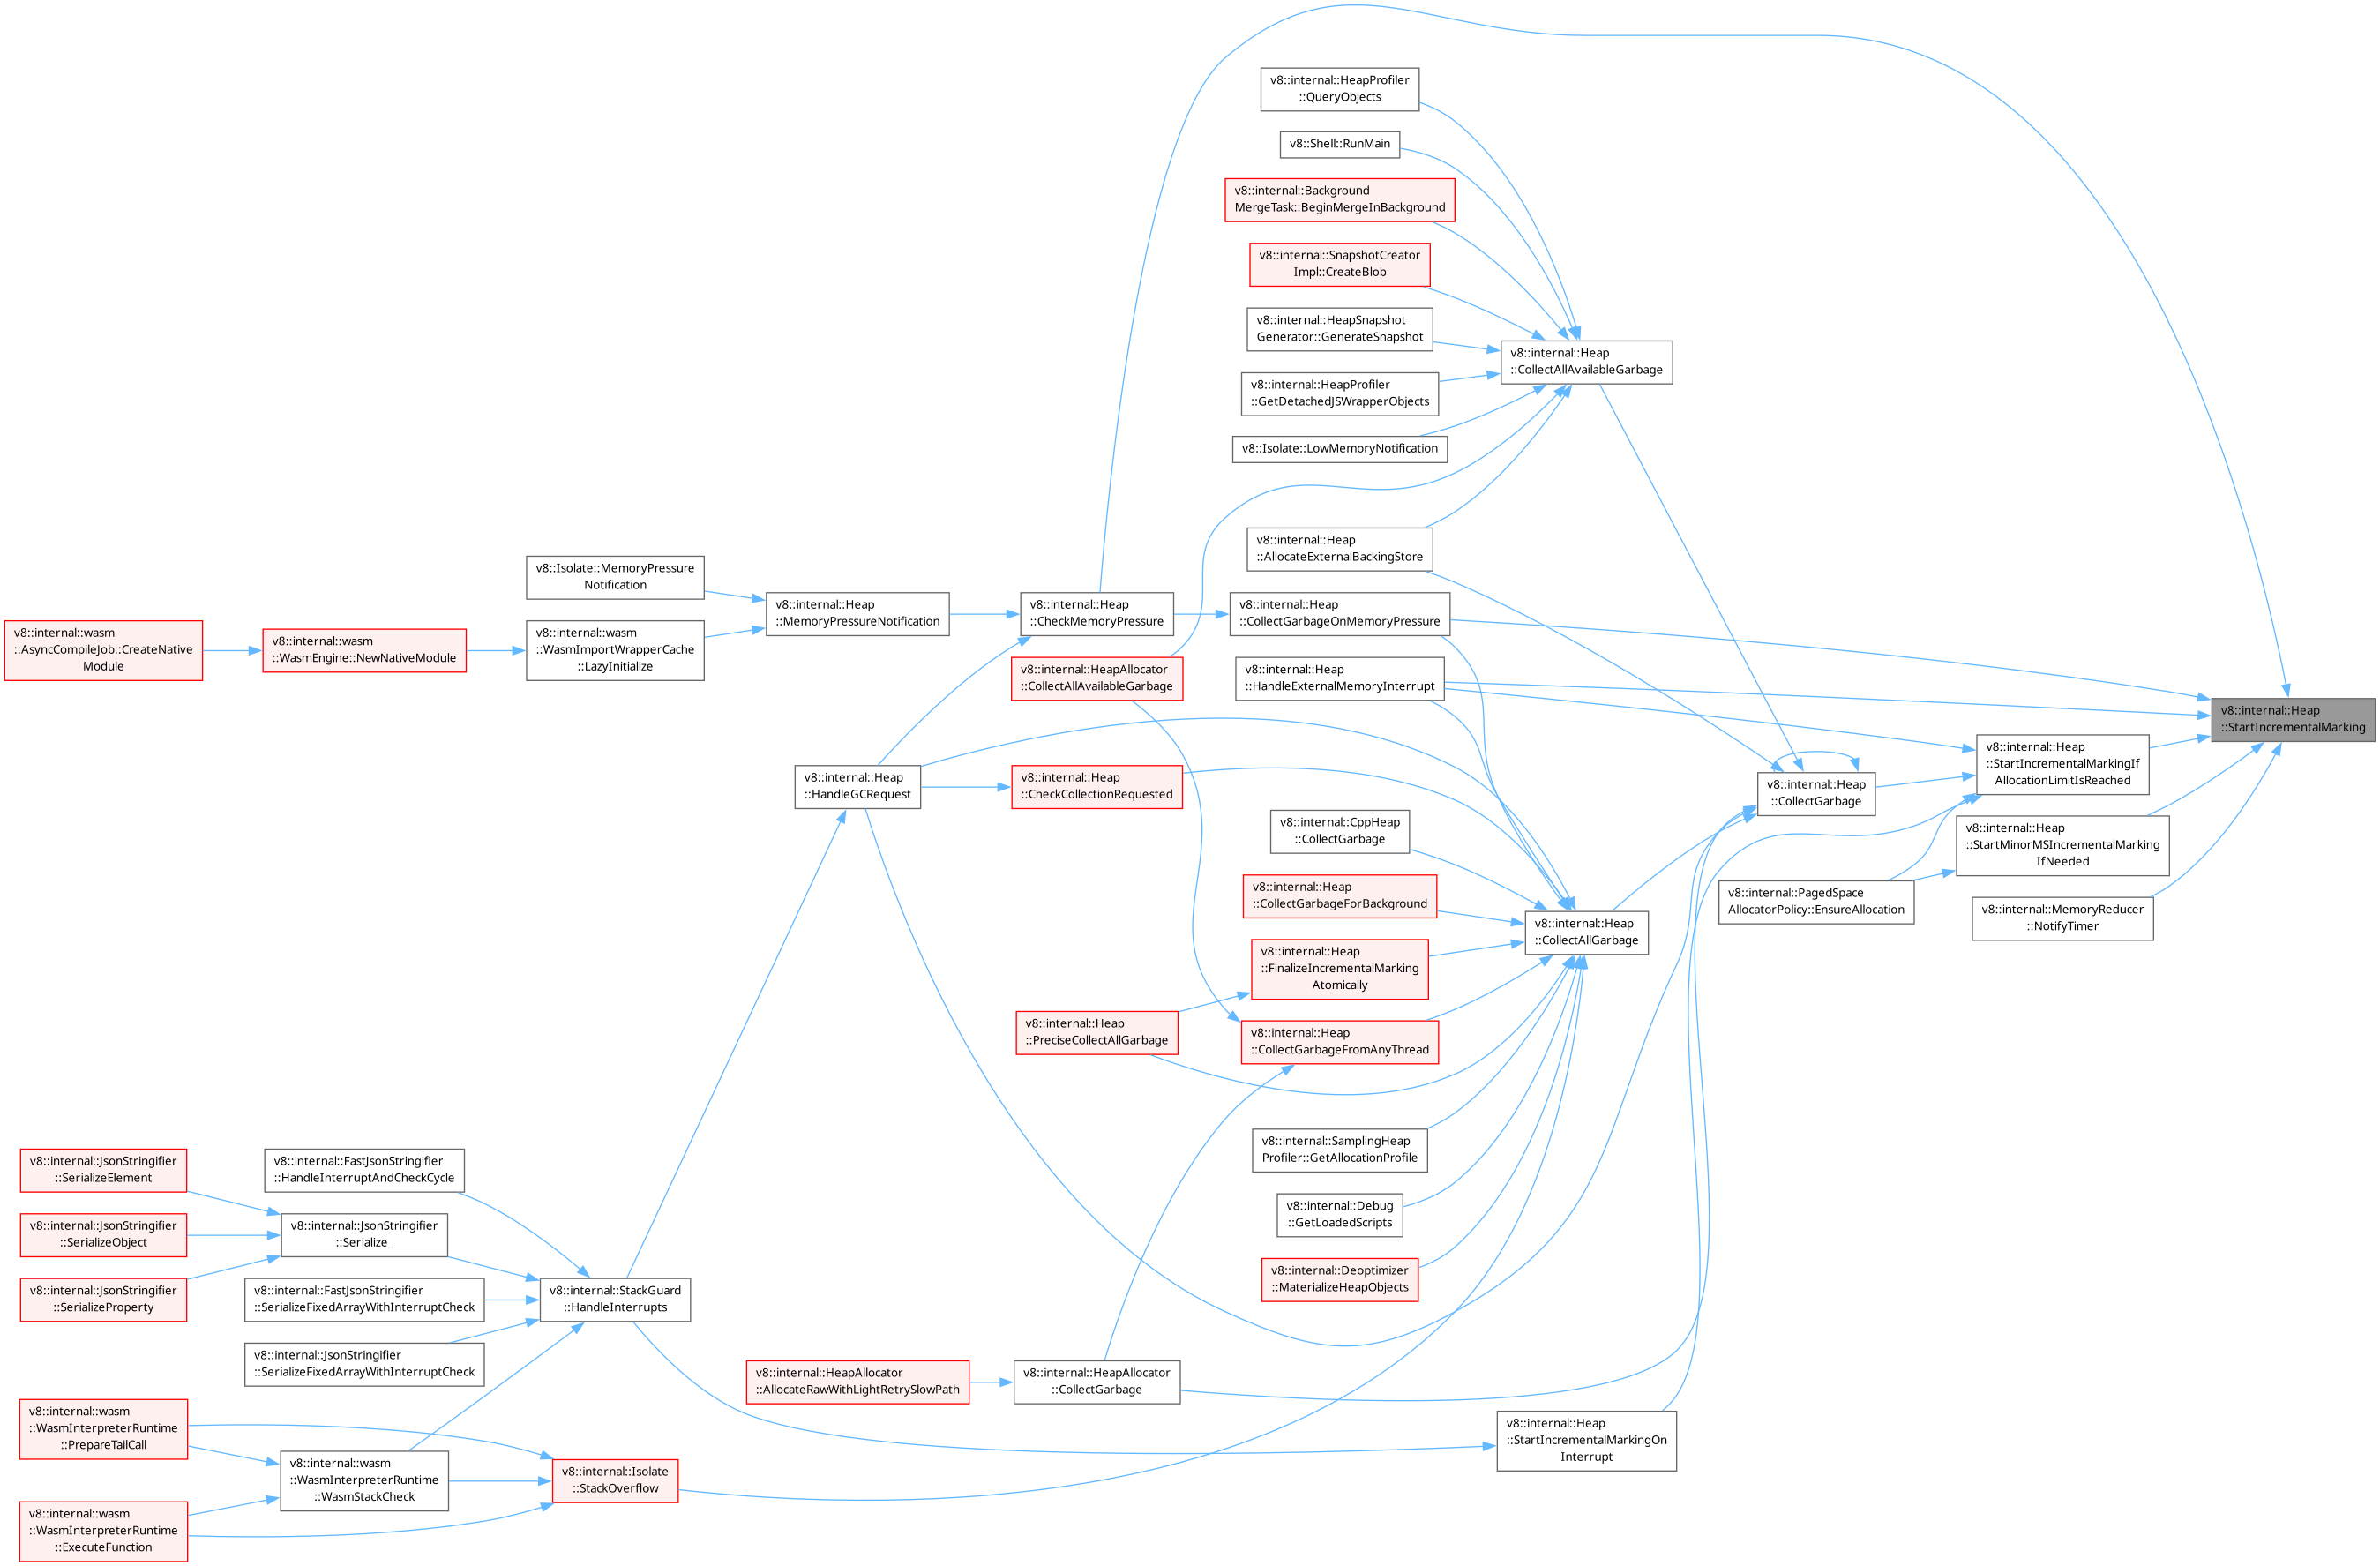 v8::internal::HeapProfiler
::QueryObjects
v8::Shell::RunMain
v8::internal::Background
MergeTask::BeginMergeInBackground
v8::internal::SnapshotCreator
Impl::CreateBlob
v8::internal::HeapSnapshot
Generator::GenerateSnapshot
v8::internal::Heap
::CollectAllAvailableGarbage
v8::internal::HeapProfiler
::GetDetachedJSWrapperObjects
v8::Isolate::LowMemoryNotification
v8::internal::Heap
::AllocateExternalBackingStore
v8::Isolate::MemoryPressure
Notification
v8::internal::wasm
::AsyncCompileJob::CreateNative
Module
v8::internal::wasm
::WasmEngine::NewNativeModule
v8::internal::wasm
::WasmImportWrapperCache
::LazyInitialize
v8::internal::Heap
::MemoryPressureNotification
v8::internal::Heap
::CheckMemoryPressure
v8::internal::Heap
::CollectGarbageOnMemoryPressure
v8::internal::HeapAllocator
::CollectAllAvailableGarbage
v8::internal::Heap
::HandleExternalMemoryInterrupt
v8::internal::Heap
::StartIncrementalMarking
v8::internal::Heap
::StartIncrementalMarkingIf
AllocationLimitIsReached
v8::internal::Heap
::HandleGCRequest
v8::internal::Heap
::CheckCollectionRequested
v8::internal::Heap
::CollectGarbage
v8::internal::CppHeap
::CollectGarbage
v8::internal::Heap
::StartMinorMSIncrementalMarking
IfNeeded
v8::internal::Heap
::CollectGarbageForBackground
v8::internal::PagedSpace
AllocatorPolicy::EnsureAllocation
v8::internal::MemoryReducer
::NotifyTimer
v8::internal::Heap
::CollectAllGarbage
v8::internal::Heap
::FinalizeIncrementalMarking
Atomically
v8::internal::Heap
::PreciseCollectAllGarbage
v8::internal::Heap
::CollectGarbageFromAnyThread
v8::internal::SamplingHeap
Profiler::GetAllocationProfile
v8::internal::JsonStringifier
::SerializeElement
v8::internal::FastJsonStringifier
::HandleInterruptAndCheckCycle
v8::internal::Debug
::GetLoadedScripts
v8::internal::JsonStringifier
::SerializeObject
v8::internal::JsonStringifier
::Serialize_
v8::internal::Deoptimizer
::MaterializeHeapObjects
v8::internal::JsonStringifier
::SerializeProperty
v8::internal::FastJsonStringifier
::SerializeFixedArrayWithInterruptCheck
v8::internal::StackGuard
::HandleInterrupts
v8::internal::JsonStringifier
::SerializeFixedArrayWithInterruptCheck
v8::internal::HeapAllocator
::AllocateRawWithLightRetrySlowPath
v8::internal::HeapAllocator
::CollectGarbage
v8::internal::wasm
::WasmInterpreterRuntime
::PrepareTailCall
v8::internal::Heap
::StartIncrementalMarkingOn
Interrupt
v8::internal::wasm
::WasmInterpreterRuntime
::WasmStackCheck
v8::internal::Isolate
::StackOverflow
v8::internal::wasm
::WasmInterpreterRuntime
::ExecuteFunction